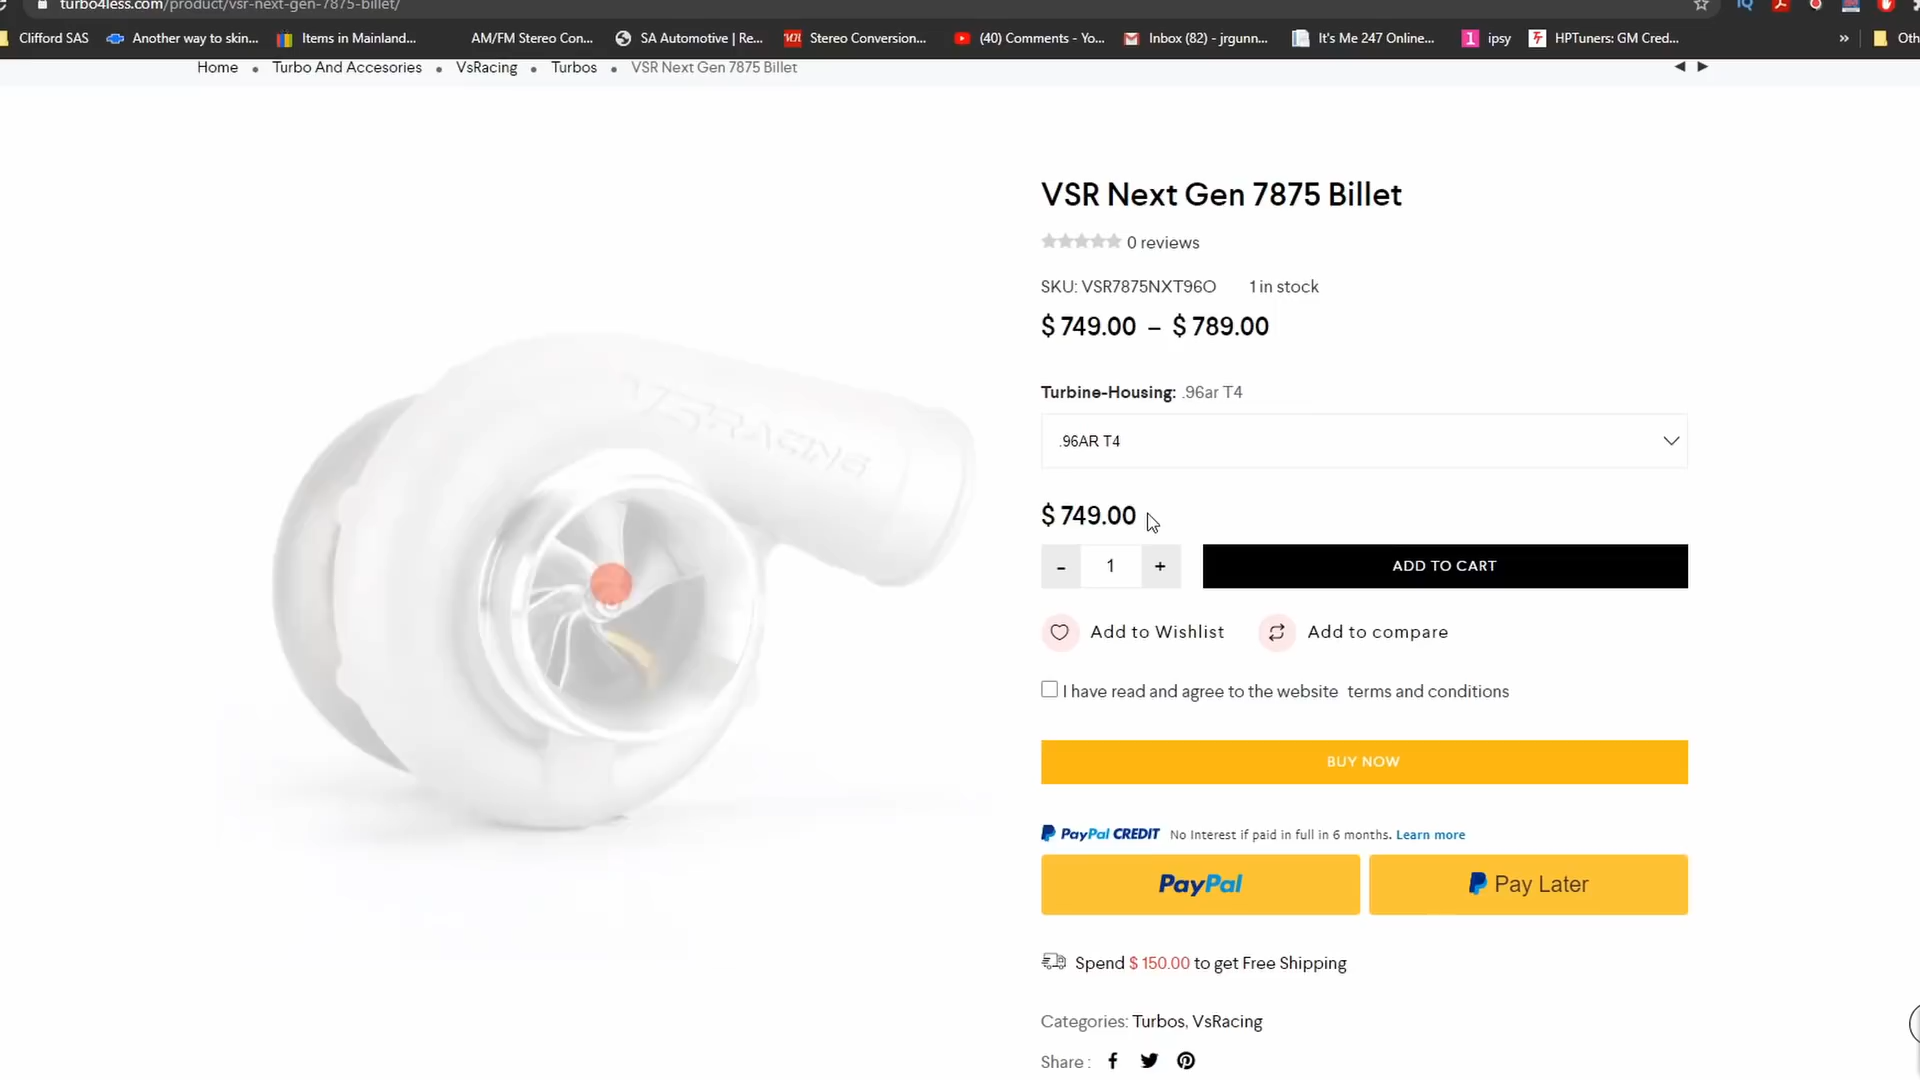 turbo4less.com/product/vsr-next-gen-7875-billet/
Clifford SAS Another way to skin... Items in Mainland... AM/FM Stereo Con... SA Automotive | Re... Stereo Conversion... (40) Comments - Yo... Inbox (82) - jrgunn... It's Me 247 Online... ipsy HPTuners: GM Cred... » Oth
Home • Turbo And Accesories • VsRacing • Turbos • VSR Next Gen 7875 Billet
VSR Next Gen 7875 Billet
0 reviews
SKU: VSR7875NXT96O 1 in stock
$ 749.00 – $ 789.00
Turbine-Housing: .96ar T4
.96AR T4
$ 749.00
- 1 + ADD TO CART
Add to Wishlist Add to compare
I have read and agree to the website terms and conditions
BUY NOW
PayPal CREDIT No Interest if paid in full in 6 months. Learn more
PayPal Pay Later
Spend $ 150.00 to get Free Shipping
Categories: Turbos, VsRacing
Share :
VSRACING